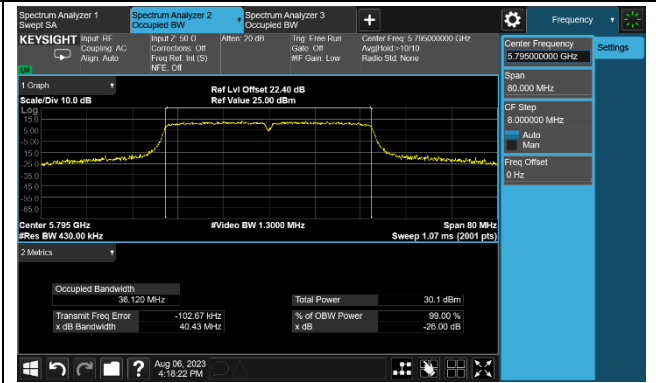 Spectrum Analyzer 1
Swept SA
Spectrum Analyzer 2
Occupied BW
Spectrum Analyzer 3
Occupied BW
+
Frequency
KEYSIGHT
Input: RF
Coupling: AC
Align: Auto
Input Z: 50 Ω
Corrections: Off
Freq Ref: Int (S)
NFE: Off
Atten: 20 dB
Trig: Free Run
Gate: Off
#IF Gain: Low
Center Freq: 5.795000000 GHz
Avg|Hold:>10/10
Radio Std: None
Center Frequency
5.795000000 GHz
Settings
Span
80.000 MHz
CF Step
8.000000 MHz
Auto
Man
Freq Offset
0 Hz
1 Graph
Scale/Div 10.0 dB
Ref Lvl Offset 22.40 dB
Ref Value 25.00 dBm
Log
15.0
5.00
-5.00
-15.0
-25.0
-35.0
-45.0
-55.0
-65.0
Center 5.795 GHz
#Res BW 430.00 kHz
#Video BW 1.3000 MHz
Span 80 MHz
Sweep 1.07 ms (2001 pts)
2 Metrics
Occupied Bandwidth
36.120 MHz
Total Power 30.1 dBm
Transmit Freq Error -102.67 kHz
% of OBW Power 99.00 %
x dB Bandwidth 40.43 MHz
x dB -26.00 dB
?
Aug 06, 2023
4:18:22 PM